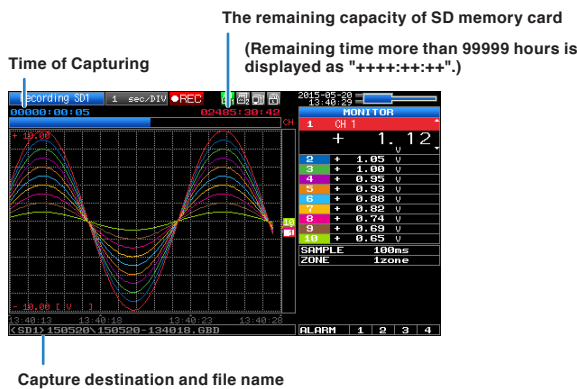 The remaining capacity of SD memory card
(Remaining time more than 99999 hours is
displayed as "++++:++:++".)
Time of Capturing
Recording SD1 1 sec/DIV ●REC
2015-05-20
13:40:29
00000:00:05 02485:30:42
CH
MONITOR
1 CH 1
+ 1. 12
V
2 + 1.05 V
3 + 1.00 V
4 + 0.95 V
5 + 0.93 V
6 + 0.88 V
7 + 0.82 V
8 + 0.74 V
9 + 0.69 V
10 + 0.65 V
SAMPLE 100ms
ZONE 1zone
+ 10.00
10
- 10.00 [ V ]
13:40:13 13:40:18 13:40:23 13:40:28
<SD1>150520\150520-134018.GBD
ALARM 1 2 3 4
Capture destination and file name